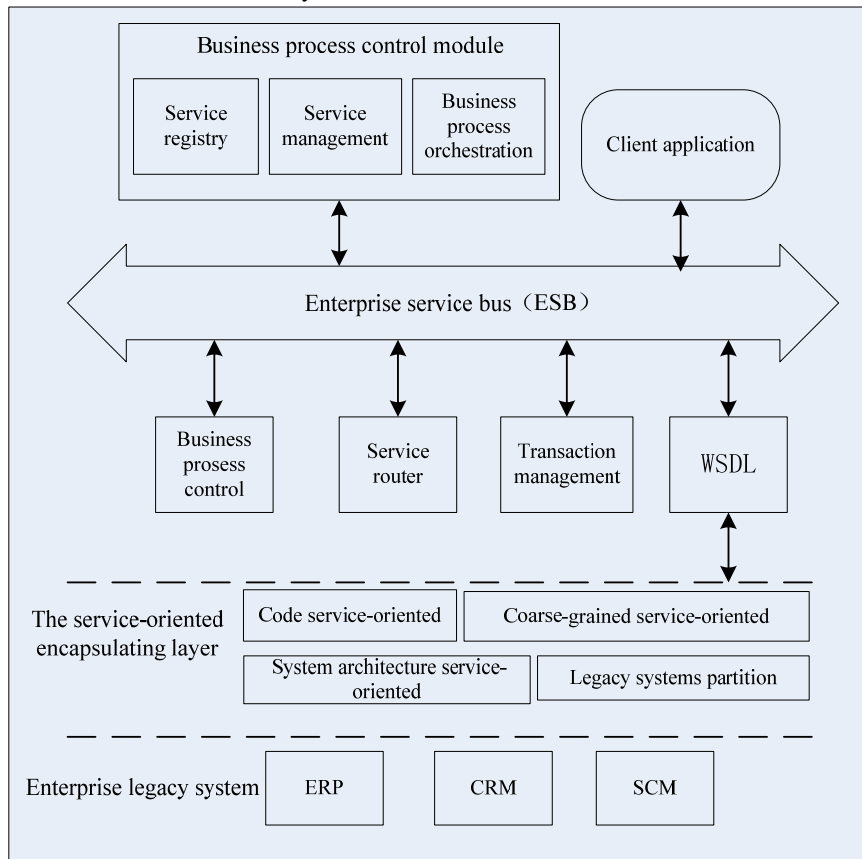 Business process control module
Service
registry
Service
management
Business
process
orchestration
Client application
Enterprise service bus（ESB）
Business
prosess
control
Service
router
Transaction
management
WSDL
The service-oriented
encapsulating layer
Code service-oriented
Coarse-grained service-oriented
System architecture service-
oriented
Legacy systems partition
Enterprise legacy system
ERP
CRM
SCM